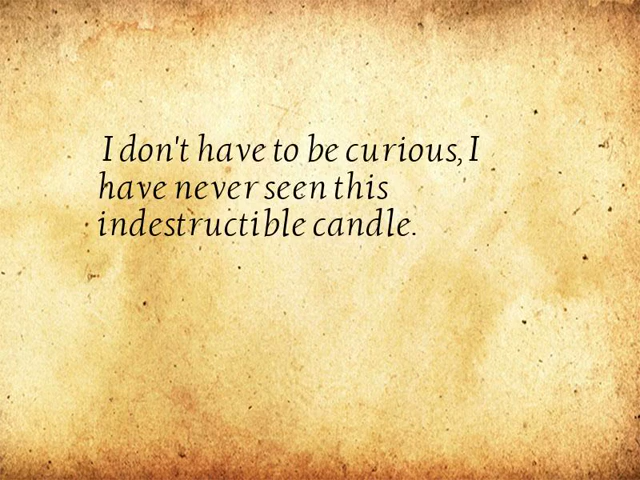 I don't have to be curious, I
have never seen this
indestructible candle.